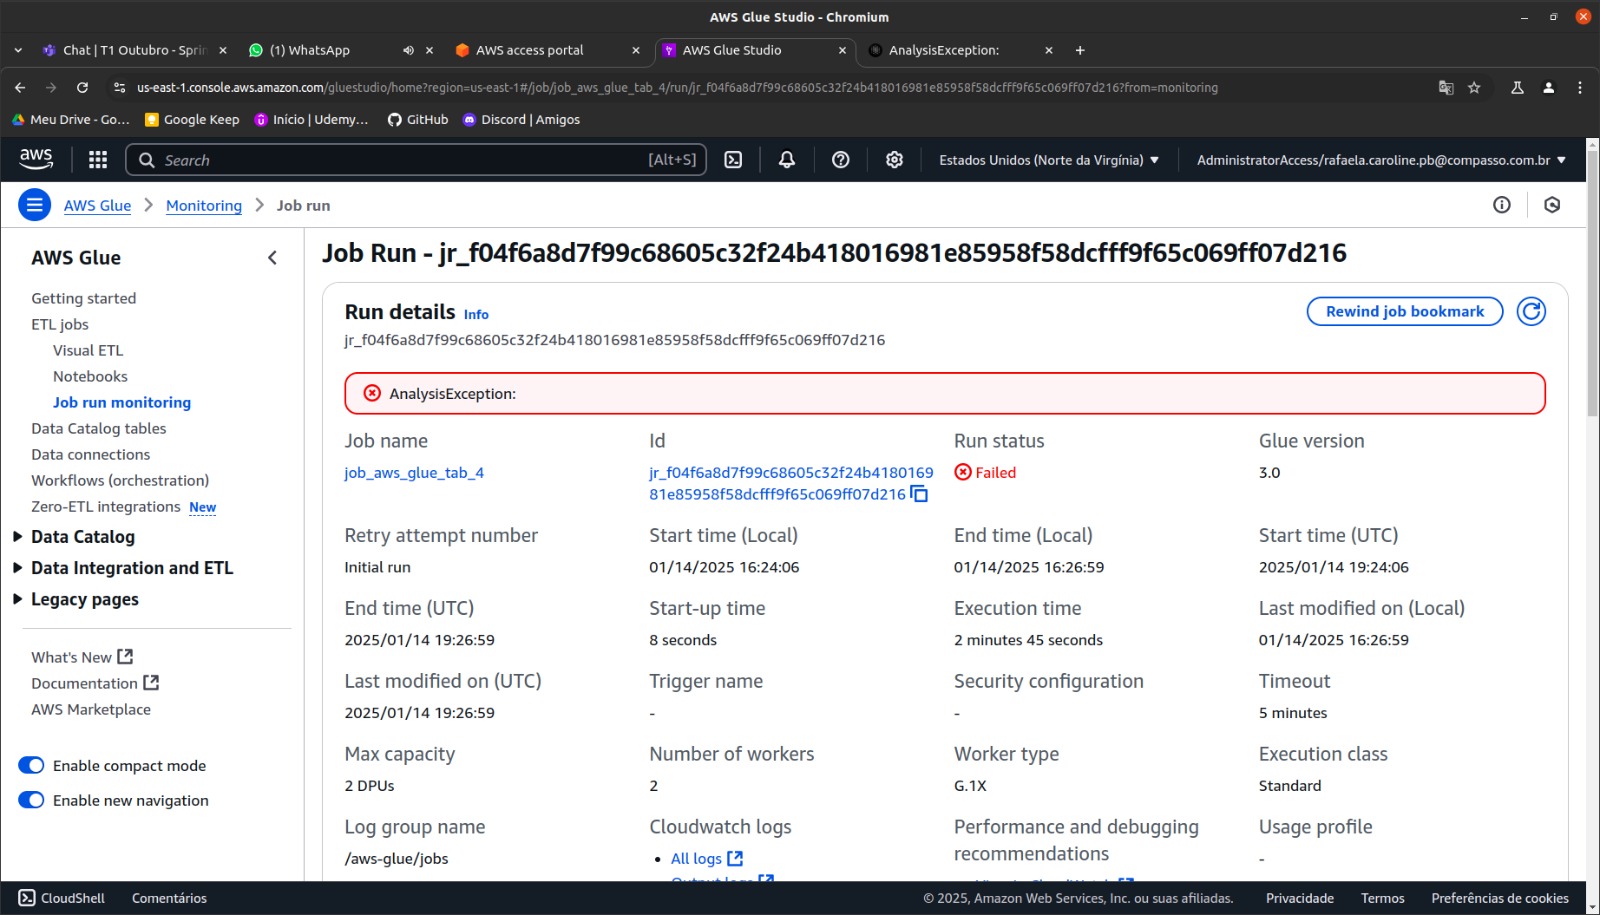 AWS Glue Studio - Chromium
Chat | T1 Outubro - Sprin
(1) WhatsApp
AWS access portal
AWS Glue Studio
AnalysisException:
us-east-1.console.aws.amazon.com/gluestudio/home?region=us-east-1#/job/job_aws_glue_tab_4/run/jr_f04f6a8d7f99c68605c32f24b418016981e85958f58dcfff9f65c069ff07d216?from=monitoring
Meu Drive - Go...
Google Keep
Início | Udemy...
GitHub
Discord | Amigos
aws
Search
[Alt+S]
Estados Unidos (Norte da Virgínia)
AdministratorAccess/rafaela.caroline.pb@compasso.com.br
AWS Glue
Monitoring
Job run
AWS Glue
Getting started
ETL jobs
Visual ETL
Notebooks
Job run monitoring
Data Catalog tables
Data connections
Workflows (orchestration)
Zero-ETL integrations New
Data Catalog
Data Integration and ETL
Legacy pages
What's New
Documentation
AWS Marketplace
Enable compact mode
Enable new navigation
Job Run - jr_f04f6a8d7f99c68605c32f24b418016981e85958f58dcfff9f65c069ff07d216
Run details Info
Rewind job bookmark
jr_f04f6a8d7f99c68605c32f24b418016981e85958f58dcfff9f65c069ff07d216
AnalysisException:
Job name
job_aws_glue_tab_4
Id
jr_f04f6a8d7f99c68605c32f24b4180169
81e85958f58dcfff9f65c069ff07d216
Run status
Failed
Glue version
3.0
Retry attempt number
Initial run
Start time (Local)
01/14/2025 16:24:06
End time (Local)
01/14/2025 16:26:59
Start time (UTC)
2025/01/14 19:24:06
End time (UTC)
2025/01/14 19:26:59
Start-up time
8 seconds
Execution time
2 minutes 45 seconds
Last modified on (Local)
01/14/2025 16:26:59
Last modified on (UTC)
2025/01/14 19:26:59
Trigger name
-
Security configuration
-
Timeout
5 minutes
Max capacity
2 DPUs
Number of workers
2
Worker type
G.1X
Execution class
Standard
Log group name
/aws-glue/jobs
Cloudwatch logs
All logs
Performance and debugging
recommendations
Usage profile
-
CloudShell
Comentários
© 2025, Amazon Web Services, Inc. ou suas afiliadas.
Privacidade
Termos
Preferências de cookies